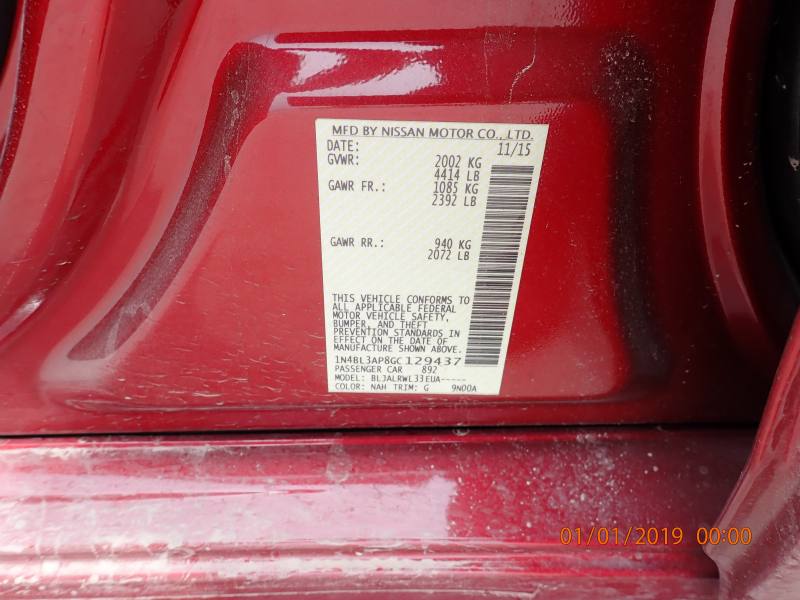 MFD BY NISSAN MOTOR CO., LTD.
DATE: 11/15
GVWR: 2002 KG
4414 LB
GAWR FR.: 1085 KG
2392 LB
GAWR RR.: 940 KG
2072 LB
THIS VEHICLE CONFORMS TO
ALL APPLICABLE FEDERAL
MOTOR VEHICLE SAFETY,
BUMPER, AND THEFT
PREVENTION STANDARDS IN
EFFECT ON THE DATE OF
MANUFACTURE SHOWN ABOVE.
1N4BL3AP8GC129437
PASSENGER CAR 892
MODEL: BLJALRWL33EUA-----
COLOR: NAH TRIM: G 9N00A
01/01/2019 00:00